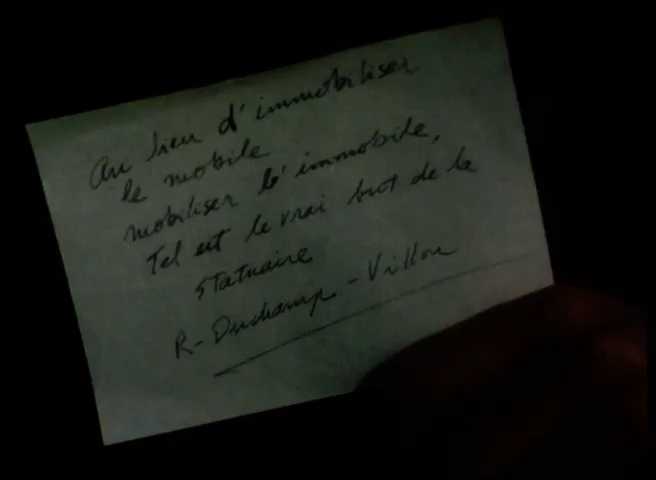 Au lieu d'immobiliser
le mobile
mobiliser l'immobile,
Tel est le vrai but de la
statuaire
R-Duchamp-Villon